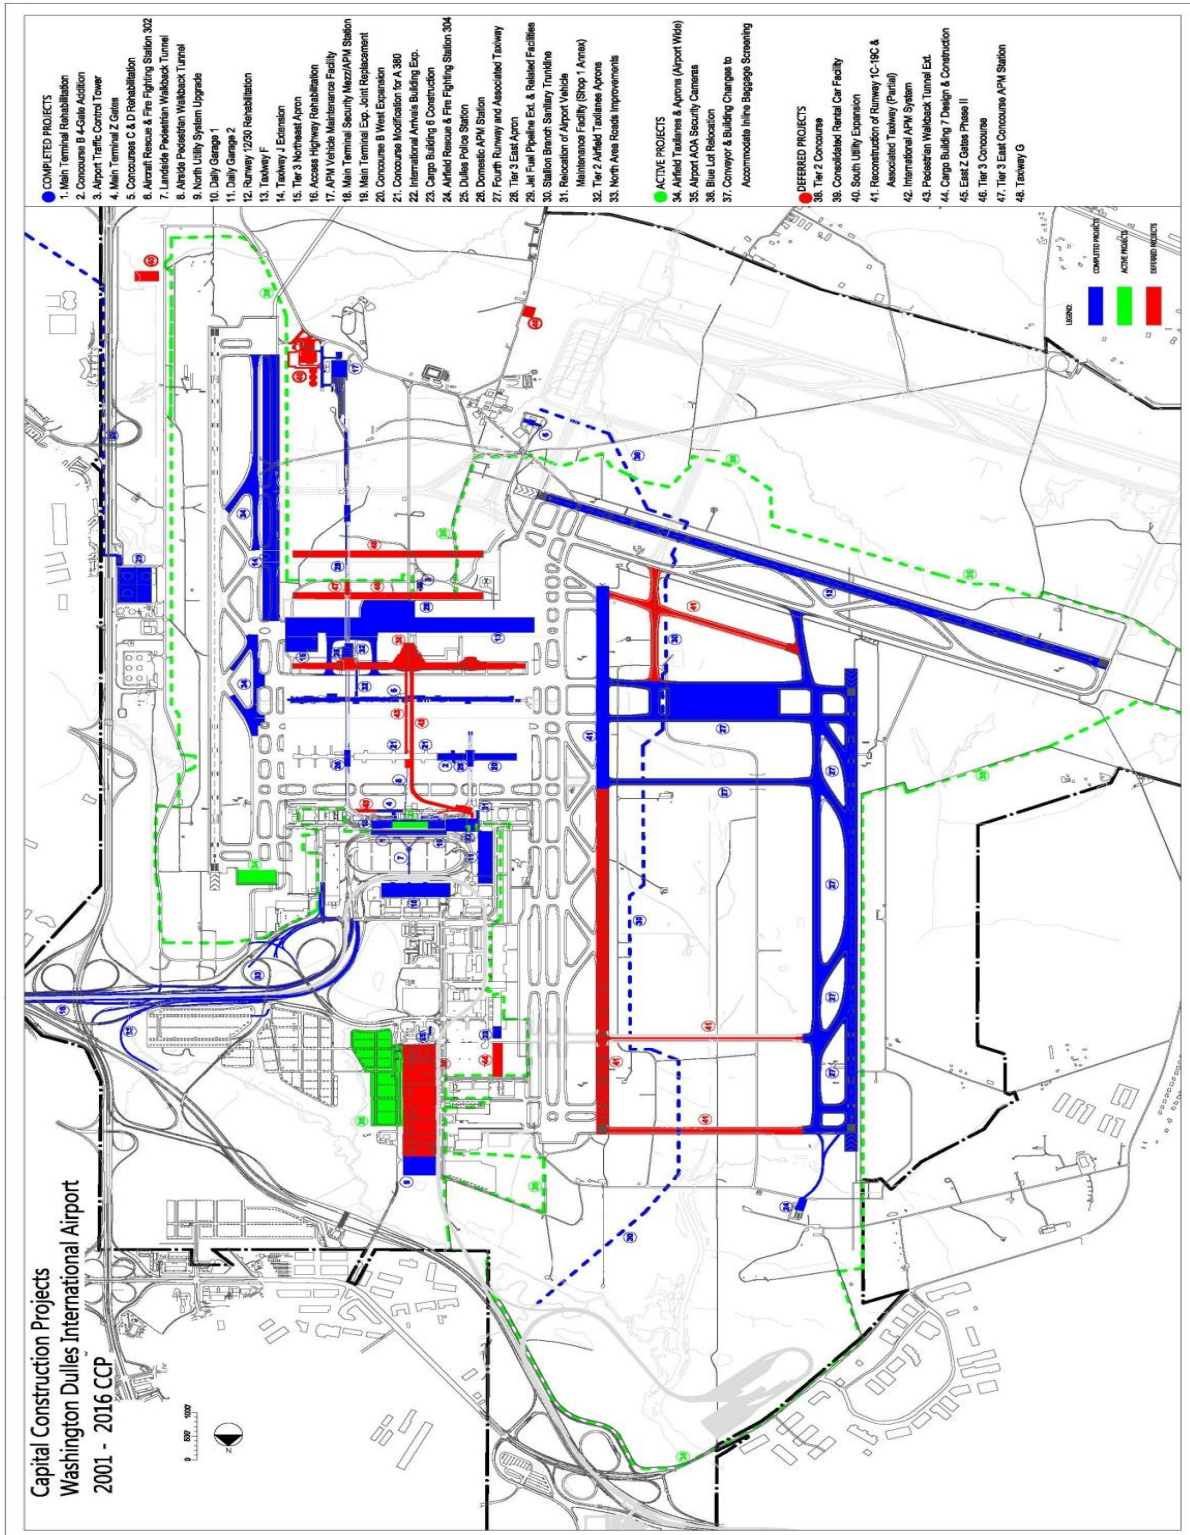 Capital Construction Projects
Washington Dulles International Airport
2001 - 2016 CCP
0 500' 1000'
N
COMPLETED PROJECTS
1. Main Terminal Rehabilitation
2. Concourse B 4-Gate Addition
3. Airport Traffic Control Tower
4. Main Terminal Z Gates
5. Concourses C & D Rehabilitation
6. Aircraft Rescue & Fire Fighting Station 302
7. Landside Pedestrian Walkback Tunnel
8. Airside Pedestrian Walkback Tunnel
9. North Utility System Upgrade
10. Daily Garage 1
11. Daily Garage 2
12. Runway 12/30 Rehabilitation
13. Taxiway F
14. Taxiway J Extension
15. Tier 3 Northeast Apron
16. Access Highway Rehabilitation
17. APM Vehicle Maintenance Facility
18. Main Terminal Security Mezz/APM Station
19. Main Terminal Exp. Joint Replacement
20. Concourse B West Expansion
21. Concourse Modification for A 380
22. International Arrivals Building Exp.
23. Cargo Building 6 Construction
24. Airfield Rescue & Fire Fighting Station 304
25. Dulles Police Station
26. Domestic APM Station
27. Fourth Runway and Associated Taxiway
28. Tier 3 East Apron
29. Jet Fuel Pipeline Ext. & Related Facilities
30. Stallion Branch Sanitary Trunkline
31. Relocation of Airport Vehicle
Maintenance Facility (Shop 1 Annex)
32. Tier 2 Airfield Taxilanes Aprons
33. North Area Roads Improvements
ACTIVE PROJECTS
34. Airfield Taxilanes & Aprons (Airport Wide)
35. Airport AOA Security Cameras
36. Blue Lot Relocation
37. Conveyor & Building Changes to
Accommodate Inline Baggage Screening
DEFERRED PROJECTS
38. Tier 2 Concourse
39. Consolidated Rental Car Facility
40. South Utility Expansion
41. Reconstruction of Runway 1C-19C &
Associated Taxiway (Partial)
42. International APM System
43. Pedestrian Walkback Tunnel Ext.
44. Cargo Building 7 Design & Construction
45. East Z Gates Phase II
46. Tier 3 Concourse
47. Tier 3 East Concourse APM Station
48. Taxiway G
LEGEND:
COMPLETED PROJECTS
ACTIVE PROJECTS
DEFERRED PROJECTS